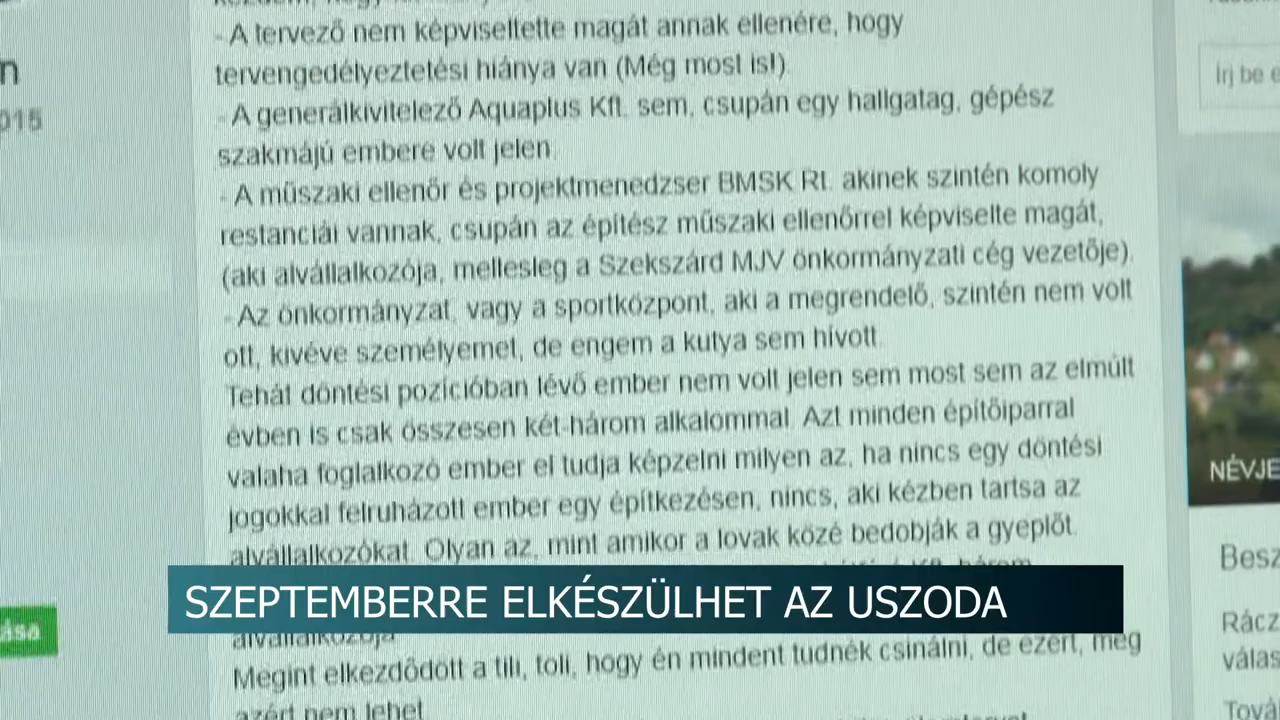 - A tervező nem képviseltette magát annak ellenére, hogy
tervengedélyeztetési hiánya van (Még most is!).
- A generálkivitelező Aquaplus Kft. sem, csupán egy hallgatag, gépész
szakmájú embere volt jelen.
- A műszaki ellenőr és projektmenedzser BMSK Rt. akinek szintén komoly
restanciái vannak, csupán az építész műszaki ellenőrrel képviselte magát,
(aki alvállalkozója, mellesleg a Szekszárd MJV önkormányzati cég vezetője).
- Az önkormányzat, vagy a sportközpont, aki a megrendelő, szintén nem volt
ott, kivéve személyemet, de engem a kutya sem hívott.
Tehát döntési pozícióban lévő ember nem volt jelen sem most sem az elmúlt
évben is csak összesen két-három alkalommal. Azt minden építőiparral
valaha foglalkozó ember el tudja képzelni milyen az, ha nincs egy döntési
jogokkal felruházott ember egy építkezésen, nincs, aki kézben tartsa az
alvállalkozókat. Olyan az, mint amikor a lovak közé bedobják a gyeplőt.
SZEPTEMBERRE ELKÉSZÜLHET AZ USZODA
alvállalkozója
Megint elkezdődött a tili, toli, hogy én mindent tudnék csinálni, de ezért, meg
azért nem lehet
n
2015
ása
Írj be e
NÉVJE
Besz
Rácz
válas
Tová